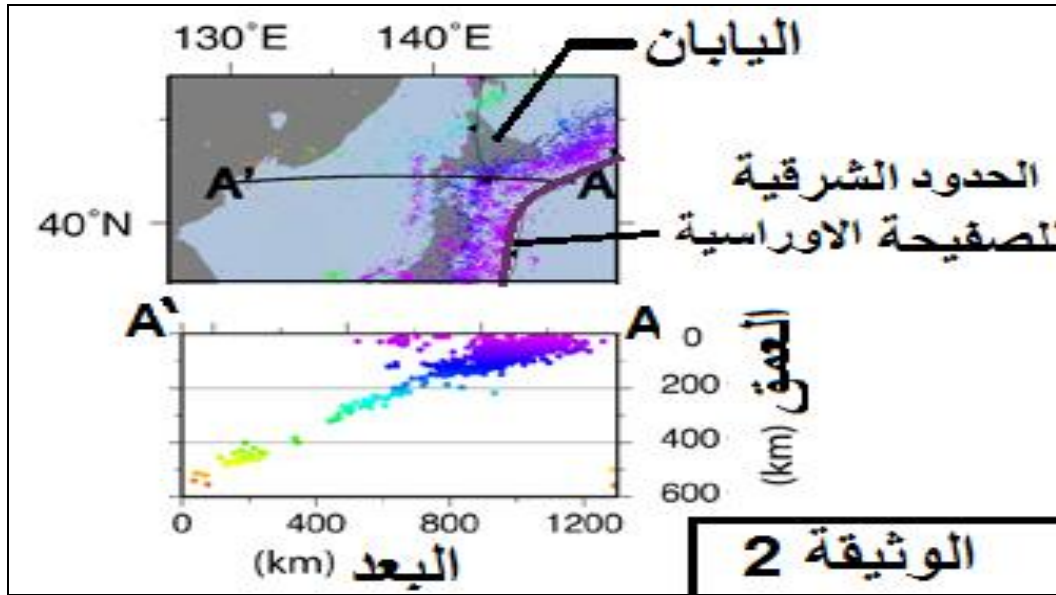 130°E 140°E
اليابان
A' A
الحدود الشرقية
للصفيحة الاوراسية
40°N
A' A
0
200
400
600
العمق (km)
0 400 800 1200
البعد (km)
الوثيقة 2